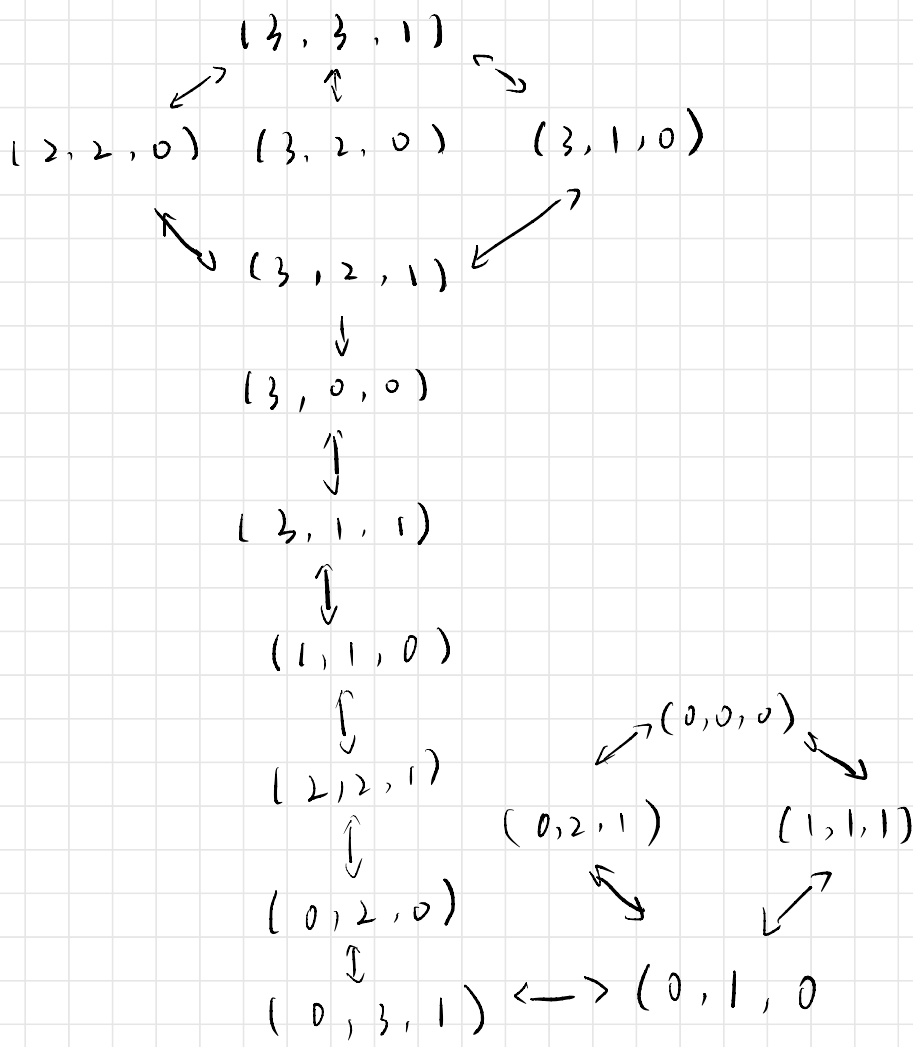 (3, 3, 1)
(2, 2, 0) (3, 2, 0) (3, 1, 0)
(3, 2, 1)
(3, 0, 0)
(3, 1, 1)
(1, 1, 0)
(0,0,0)
(2,2,1)
(0,2,1) (1,1,1)
(0,2,0)
(0,3,1) <-> (0,1,0